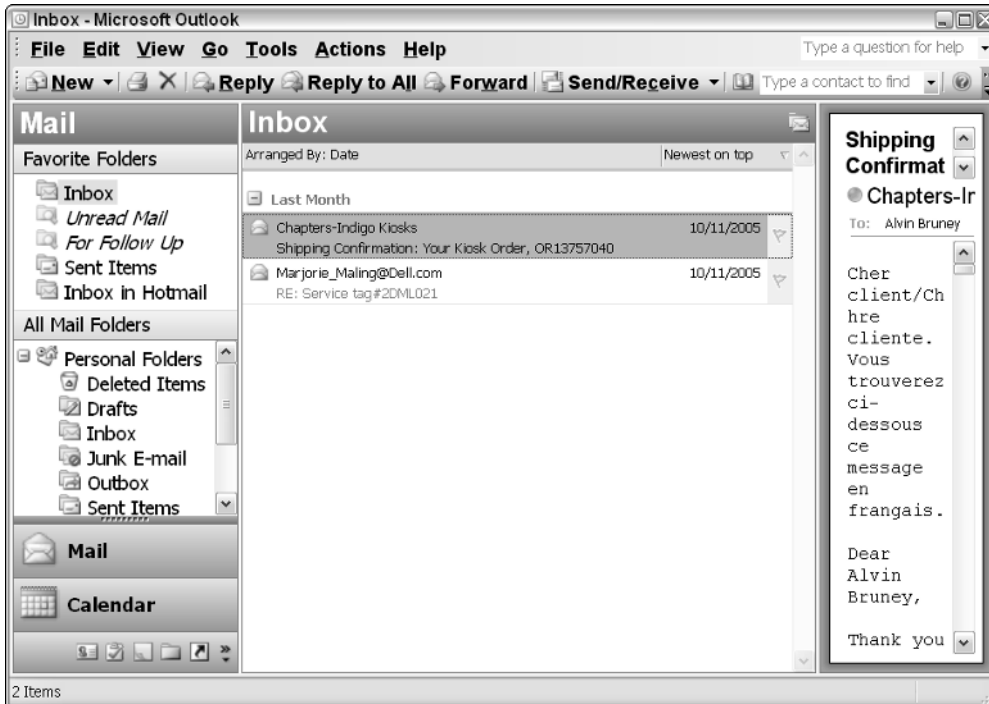 Inbox - Microsoft Outlook
File Edit View Go Tools Actions Help
Type a question for help
New Reply Reply to All Forward Send/Receive Type a contact to find
Mail
Favorite Folders
Inbox
Unread Mail
For Follow Up
Sent Items
Inbox in Hotmail
All Mail Folders
Personal Folders
Deleted Items
Drafts
Inbox
Junk E-mail
Outbox
Sent Items
Mail
Calendar
2 Items
Inbox
Arranged By: Date Newest on top
Last Month
Chapters-Indigo Kiosks 10/11/2005
Shipping Confirmation: Your Kiosk Order, OR13757040
Marjorie_Maling@Dell.com 10/11/2005
RE: Service tag#2DML021
Shipping
Confirmat
Chapters-Ir
To: Alvin Bruney
Cher
client/Ch
hre
cliente.
Vous
trouverez
ci-
dessous
ce
message
en
frangais.
Dear
Alvin
Bruney,
Thank you